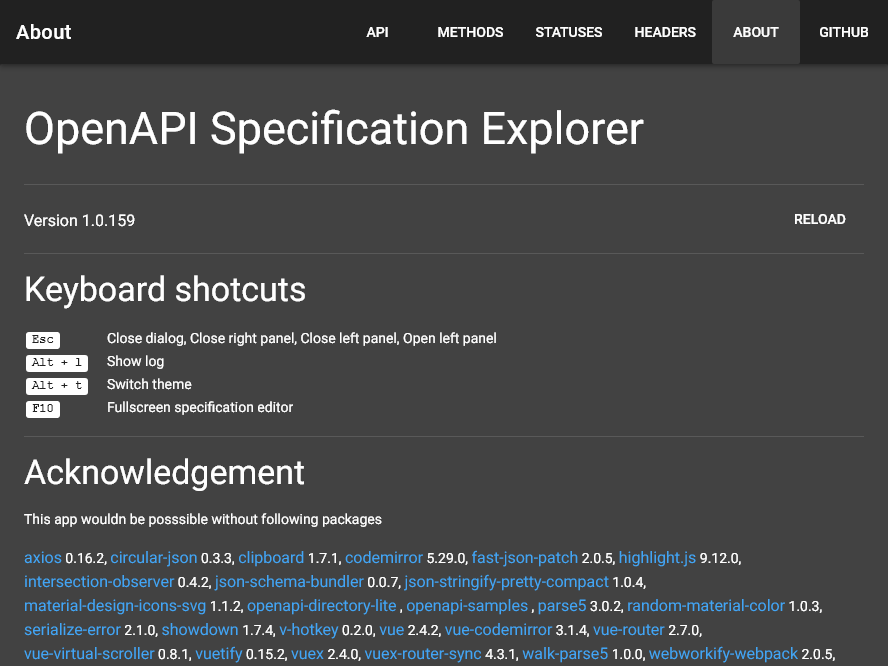 About API METHODS STATUSES HEADERS ABOUT GITHUB
OpenAPI Specification Explorer
Version 1.0.159 RELOAD
Keyboard shotcuts
Esc Close dialog, Close right panel, Close left panel, Open left panel
Alt + l Show log
Alt + t Switch theme
F10 Fullscreen specification editor
Acknowledgement
This app wouldn be posssible without following packages
axios 0.16.2, circular-json 0.3.3, clipboard 1.7.1, codemirror 5.29.0, fast-json-patch 2.0.5, highlight.js 9.12.0,
intersection-observer 0.4.2, json-schema-bundler 0.0.7, json-stringify-pretty-compact 1.0.4,
material-design-icons-svg 1.1.2, openapi-directory-lite , openapi-samples , parse5 3.0.2, random-material-color 1.0.3,
serialize-error 2.1.0, showdown 1.7.4, v-hotkey 0.2.0, vue 2.4.2, vue-codemirror 3.1.4, vue-router 2.7.0,
vue-virtual-scroller 0.8.1, vuetify 0.15.2, vuex 2.4.0, vuex-router-sync 4.3.1, walk-parse5 1.0.0, webworkify-webpack 2.0.5,